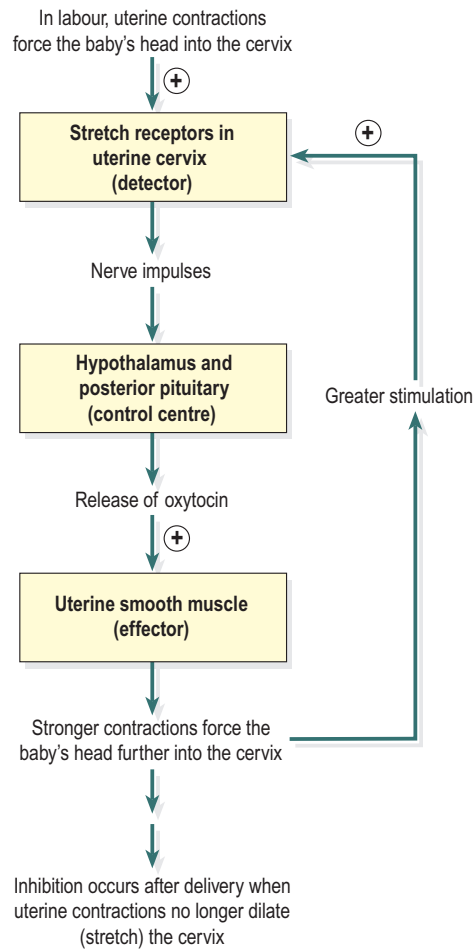 In labour, uterine contractions
force the baby's head into the cervix
+
+
Stretch receptors in
uterine cervix
(detector)
Nerve impulses
Hypothalamus and
posterior pituitary
(control centre)
Greater stimulation
Release of oxytocin
+
Uterine smooth muscle
(effector)
Stronger contractions force the
baby's head further into the cervix
Inhibition occurs after delivery when
uterine contractions no longer dilate
(stretch) the cervix